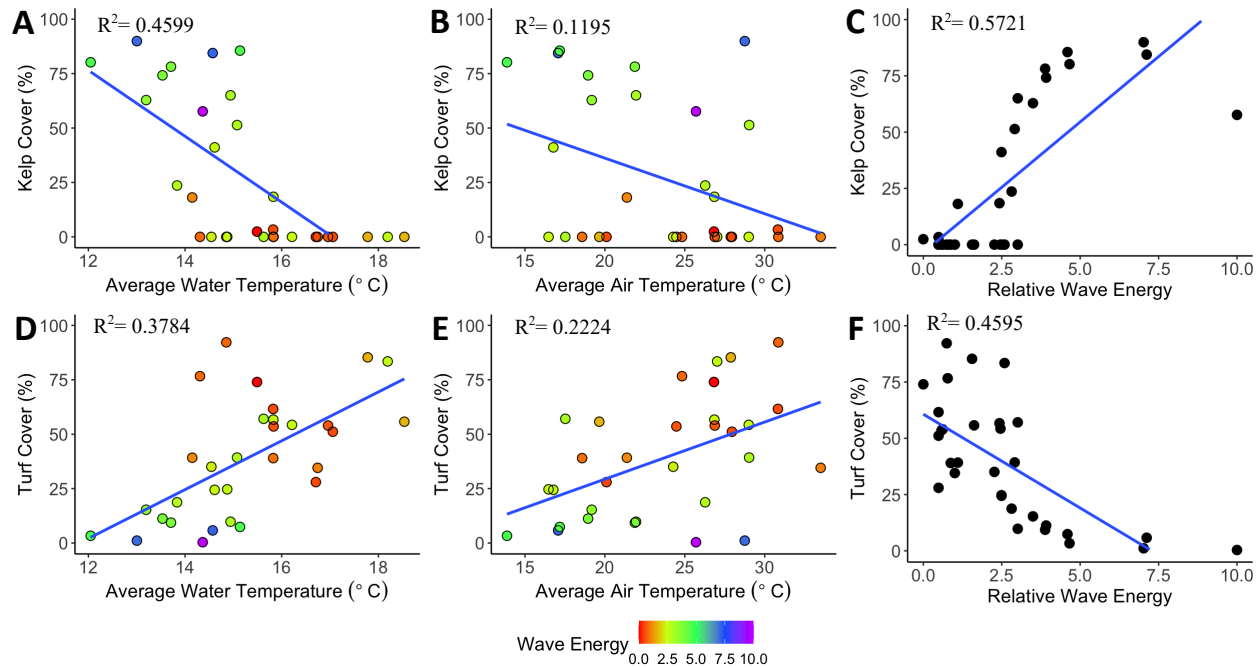 A
R²= 0.4599
100
75
50
25
0
Kelp Cover (%)
12
14
16
18
Average Water Temperature (° C)
B
R²= 0.1195
100
75
50
25
0
Kelp Cover (%)
15
20
25
30
Average Air Temperature (° C)
C
R²= 0.5721
100
75
50
25
0
Kelp Cover (%)
0.0
2.5
5.0
7.5
10.0
Relative Wave Energy
D
R²= 0.3784
100
75
50
25
0
Turf Cover (%)
12
14
16
18
Average Water Temperature (° C)
E
R²= 0.2224
100
75
50
25
0
Turf Cover (%)
15
20
25
30
Average Air Temperature (° C)
F
R²= 0.4595
100
75
50
25
0
Turf Cover (%)
0.0
2.5
5.0
7.5
10.0
Relative Wave Energy
Wave Energy
0.0 2.5 5.0 7.5 10.0